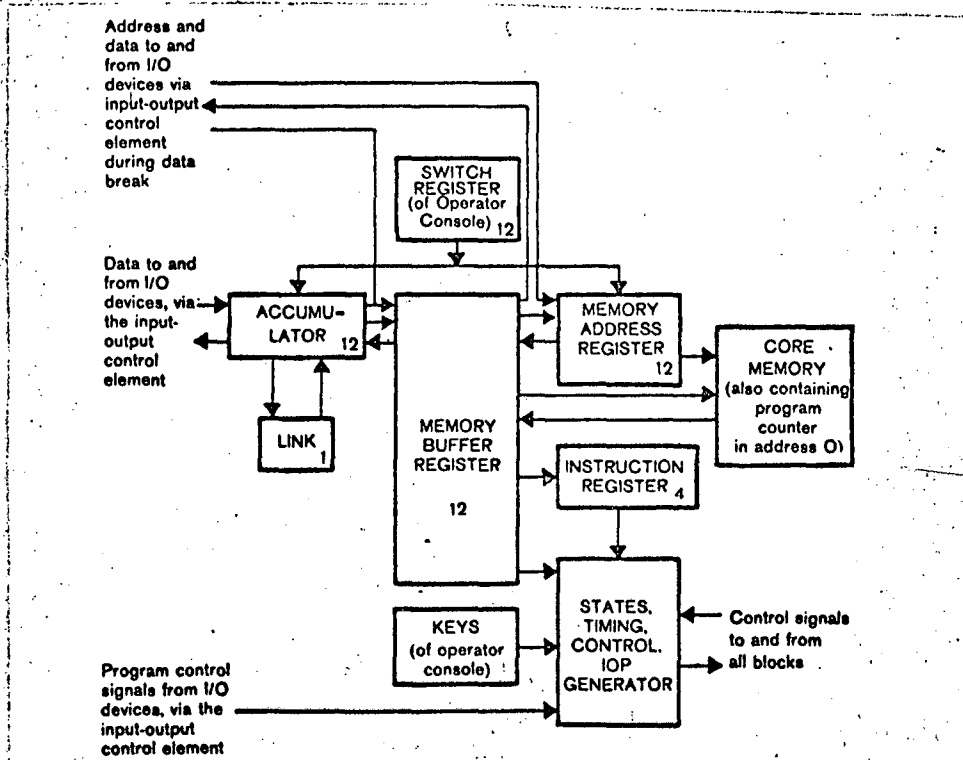 Address and
data to and
from I/O
devices via
input-output
control
element
during data
break
SWITCH
REGISTER
(of Operator
Console)
12
Data to and
from I/O
devices, via
the input-
output
control
element
ACCUMU-
LATOR
12
LINK
1
MEMORY
BUFFER
REGISTER
12
MEMORY
ADDRESS
REGISTER
12
CORE
MEMORY
(also containing
program
counter
in address O)
INSTRUCTION
REGISTER
4
STATES,
TIMING,
CONTROL,
IOP
GENERATOR
KEYS
(of operator
console)
Control signals
to and from
all blocks
Program control
signals from I/O
devices, via the
input-output
control element